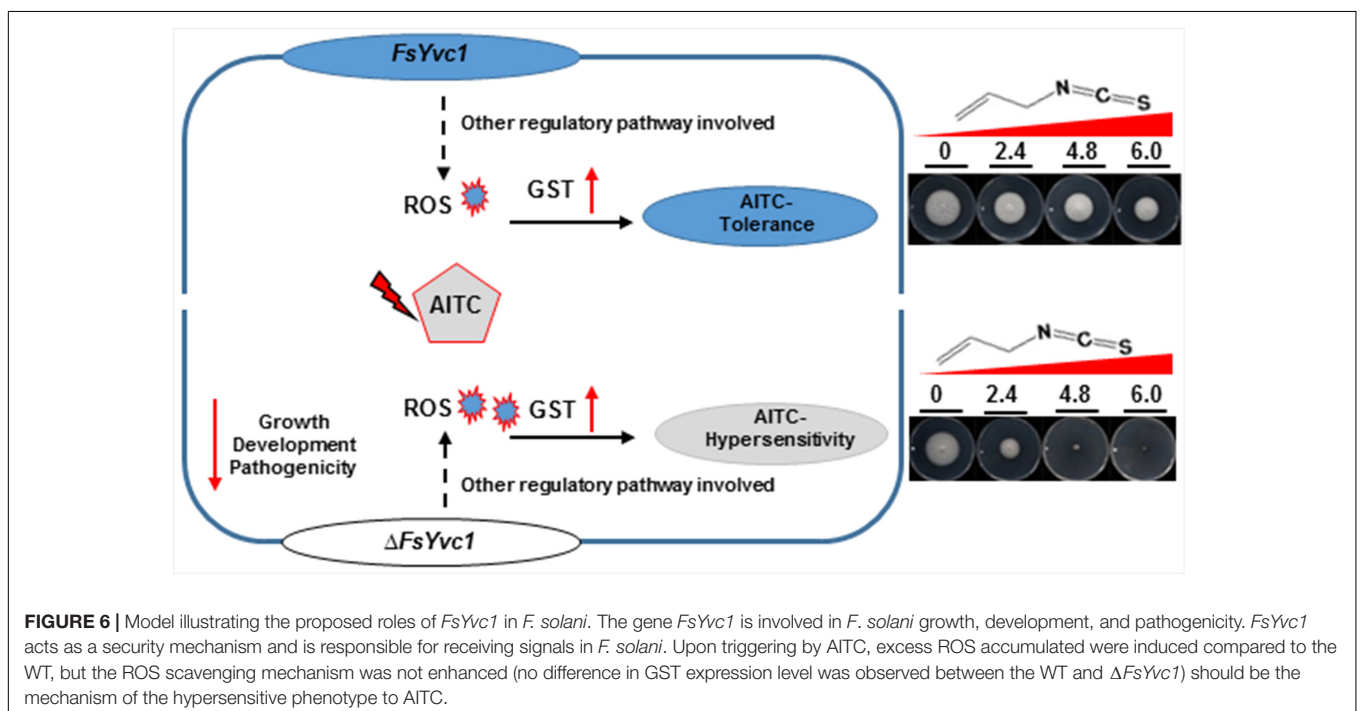 FsYvc1
Other regulatory pathway involved
ROS
GST
AITC-
Tolerance
N
C
S
0 2.4 4.8 6.0
AITC
Growth
Development
Pathogenicity
ROS
GST
AITC-
Hypersensitivity
Other regulatory pathway involved
ΔFsYvc1
N
C
S
0 2.4 4.8 6.0
FIGURE 6 | Model illustrating the proposed roles of FsYvc1 in F. solani. The gene FsYvc1 is involved in F. solani growth, development, and pathogenicity. FsYvc1
acts as a security mechanism and is responsible for receiving signals in F. solani. Upon triggering by AITC, excess ROS accumulated were induced compared to the
WT, but the ROS scavenging mechanism was not enhanced (no difference in GST expression level was observed between the WT and ΔFsYvc1) should be the
mechanism of the hypersensitive phenotype to AITC.